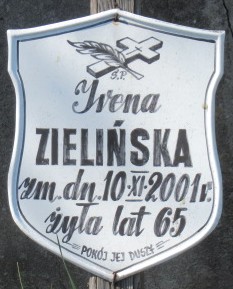 Ś.P.
Irena
ZIELIŃSKA
zm. dn. 10·XI·2001 r.
żyła lat 65
POKÓJ JEJ DUSZY